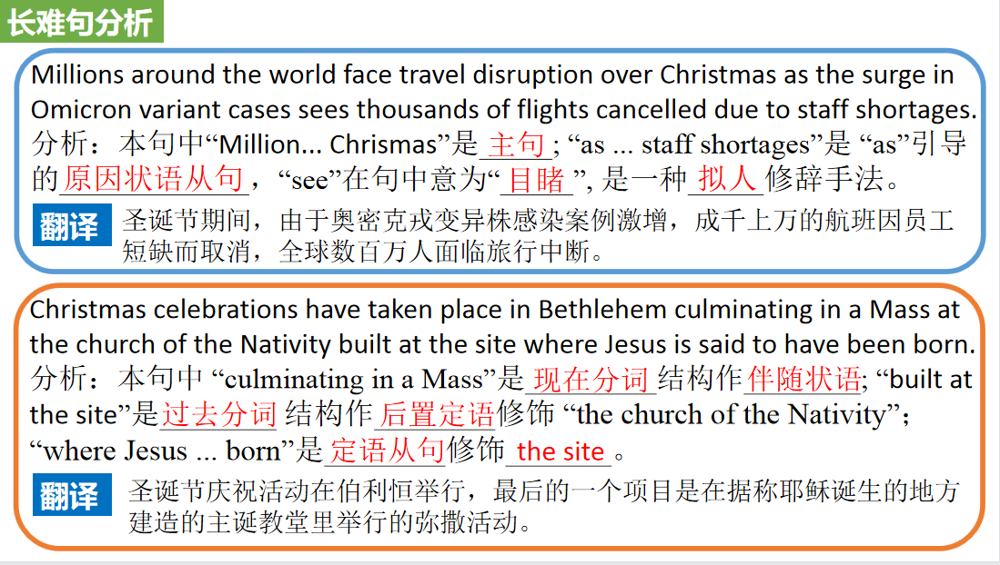 长难句分析
Millions around the world face travel disruption over Christmas as the surge in
Omicron variant cases sees thousands of flights cancelled due to staff shortages.
分析：本句中“Million... Chrismas”是 主句 ; “as ... staff shortages”是 “as”引导
的 原因状语从句 ，“see”在句中意为“ 目睹 ”, 是一种 拟人 修辞手法。
翻译 圣诞节期间，由于奥密克戎变异株感染案例激增，成千上万的航班因员工
短缺而取消，全球数百万人面临旅行中断。
Christmas celebrations have taken place in Bethlehem culminating in a Mass at
the church of the Nativity built at the site where Jesus is said to have been born.
分析：本句中 “culminating in a Mass”是 现在分词 结构作 伴随状语; “built at
the site”是 过去分词 结构作 后置定语修饰 “the church of the Nativity”；
“where Jesus ... born”是 定语从句修饰 the site 。
翻译 圣诞节庆祝活动在伯利恒举行，最后的一个项目是在据称耶稣诞生的地方
建造的主诞教堂里举行的弥撒活动。